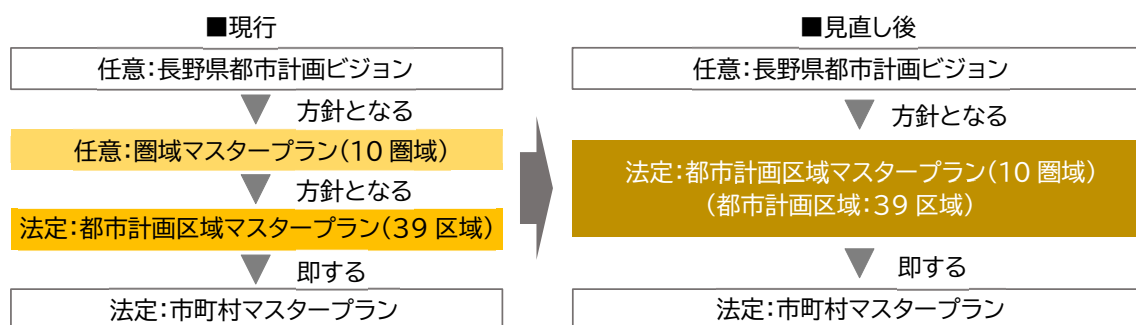 ■現行
任意:長野県都市計画ビジョン
方針となる
任意:圏域マスタープラン(10 圏域)
方針となる
法定:都市計画区域マスタープラン(39 区域)
即する
法定:市町村マスタープラン
■見直し後
任意:長野県都市計画ビジョン
方針となる
法定:都市計画区域マスタープラン(10 圏域)
(都市計画区域:39 区域)
即する
法定:市町村マスタープラン